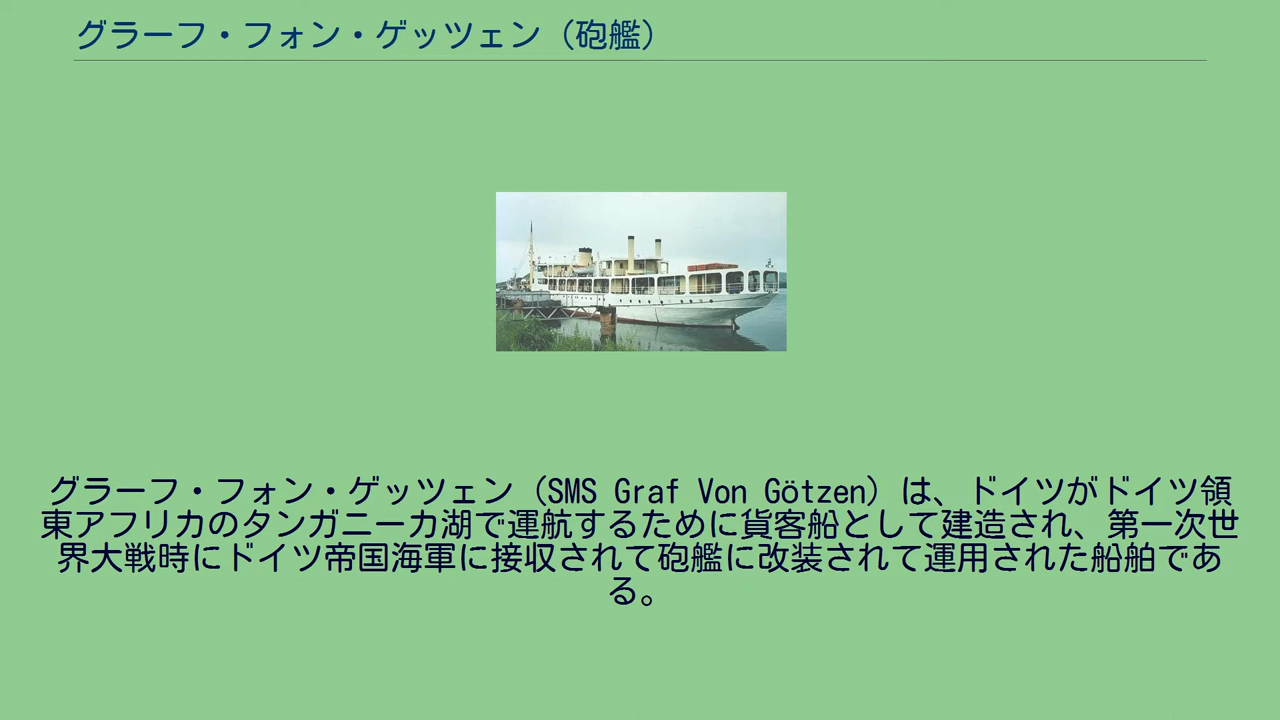 グラーフ・フォン・ゲッツェン（砲艦）
グラーフ・フォン・ゲッツェン（SMS Graf Von Götzen）は、ドイツがドイツ領
東アフリカのタンガニーカ湖で運航するために貨客船として建造され、第一次世
界大戦時にドイツ帝国海軍に接収されて砲艦に改装されて運用された船舶であ
る。